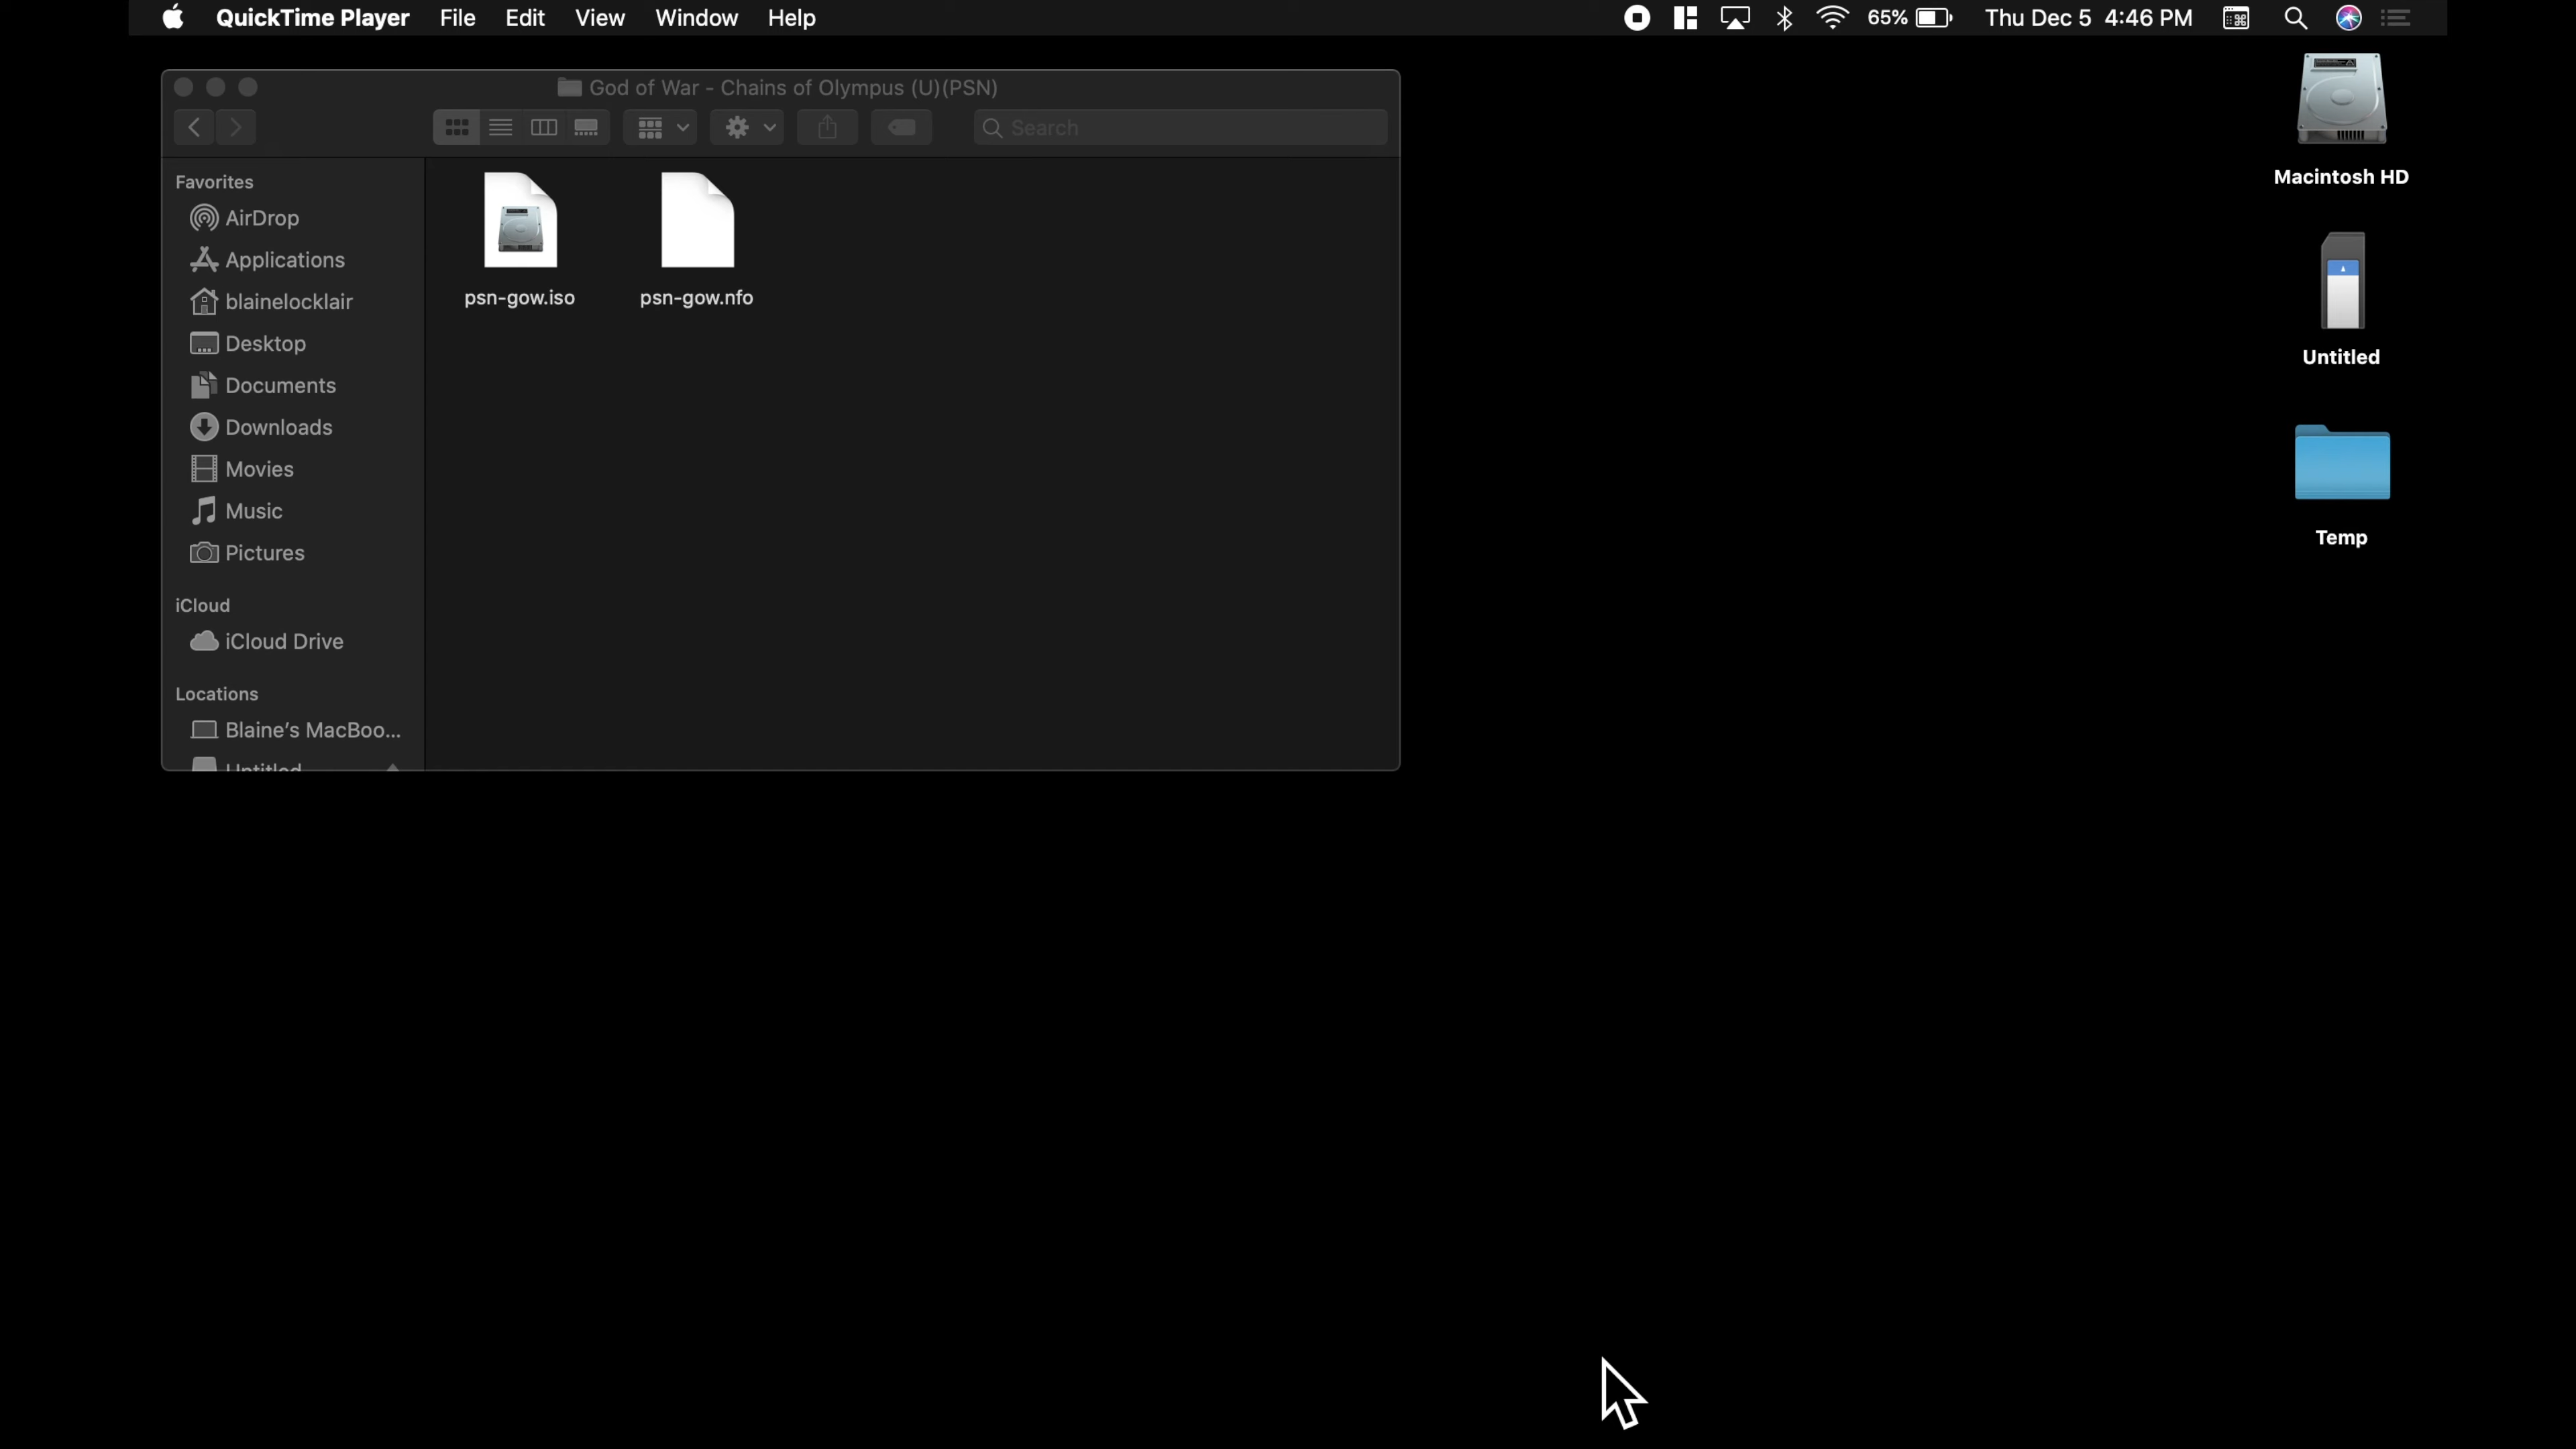 QuickTime Player File Edit View Window Help 65% Thu Dec 5 4:46 PM
God of War - Chains of Olympus (U)(PSN)
Search
Favorites
AirDrop
Applications
blainelocklair
Desktop
Documents
Downloads
Movies
Music
Pictures
iCloud
iCloud Drive
Locations
Blaine's MacBoo...
Untitled
psn-gow.iso
psn-gow.nfo
Macintosh HD
Untitled
Temp